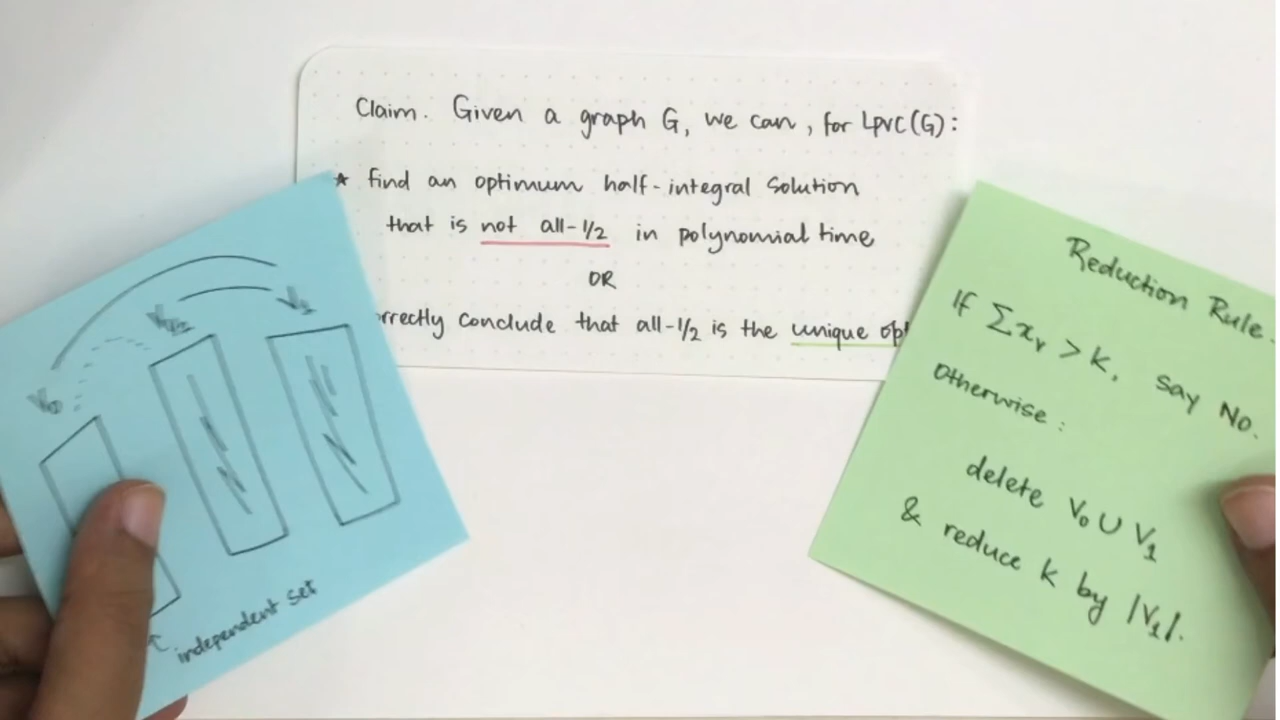 Claim. Given a graph G, we can, for LPVC(G):
★ find an optimum half-integral solution
that is not all-1/2 in polynomial time
OR
rrectly conclude that all-1/2 is the unique opt
V₀
V₁/₂
V₁
independent set
Reduction Rule.
If Σxᵥ > k, say No.
Otherwise:
delete V₀ ∪ V₁
& reduce k by |V₁|.